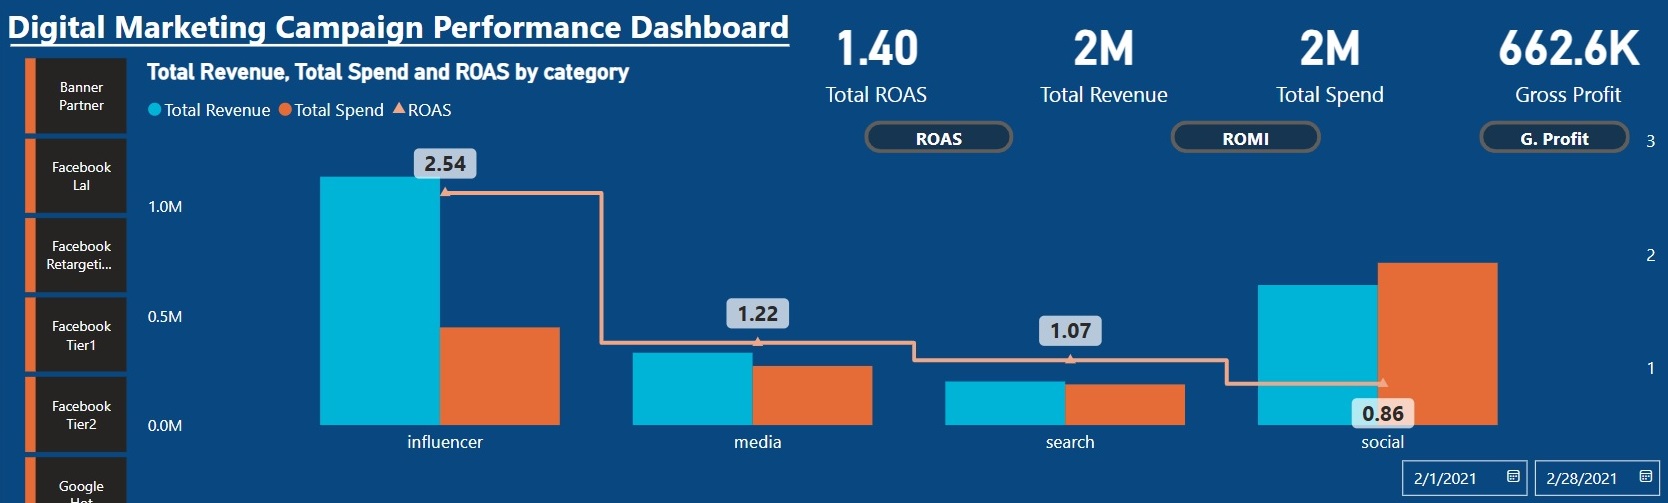 Digital Marketing Campaign Performance Dashboard
1.40
Total ROAS
2M
Total Revenue
2M
Total Spend
662.6K
Gross Profit
ROAS
ROMI
G. Profit
Banner
Partner
Facebook
Lal
Facebook
Retargeti...
Facebook
Tier1
Facebook
Tier2
Google
Total Revenue, Total Spend and ROAS by category
Total Revenue Total Spend ROAS
1.0M
0.5M
0.0M
3
2
1
2.54
1.22
1.07
0.86
influencer
media
search
social
2/1/2021
2/28/2021